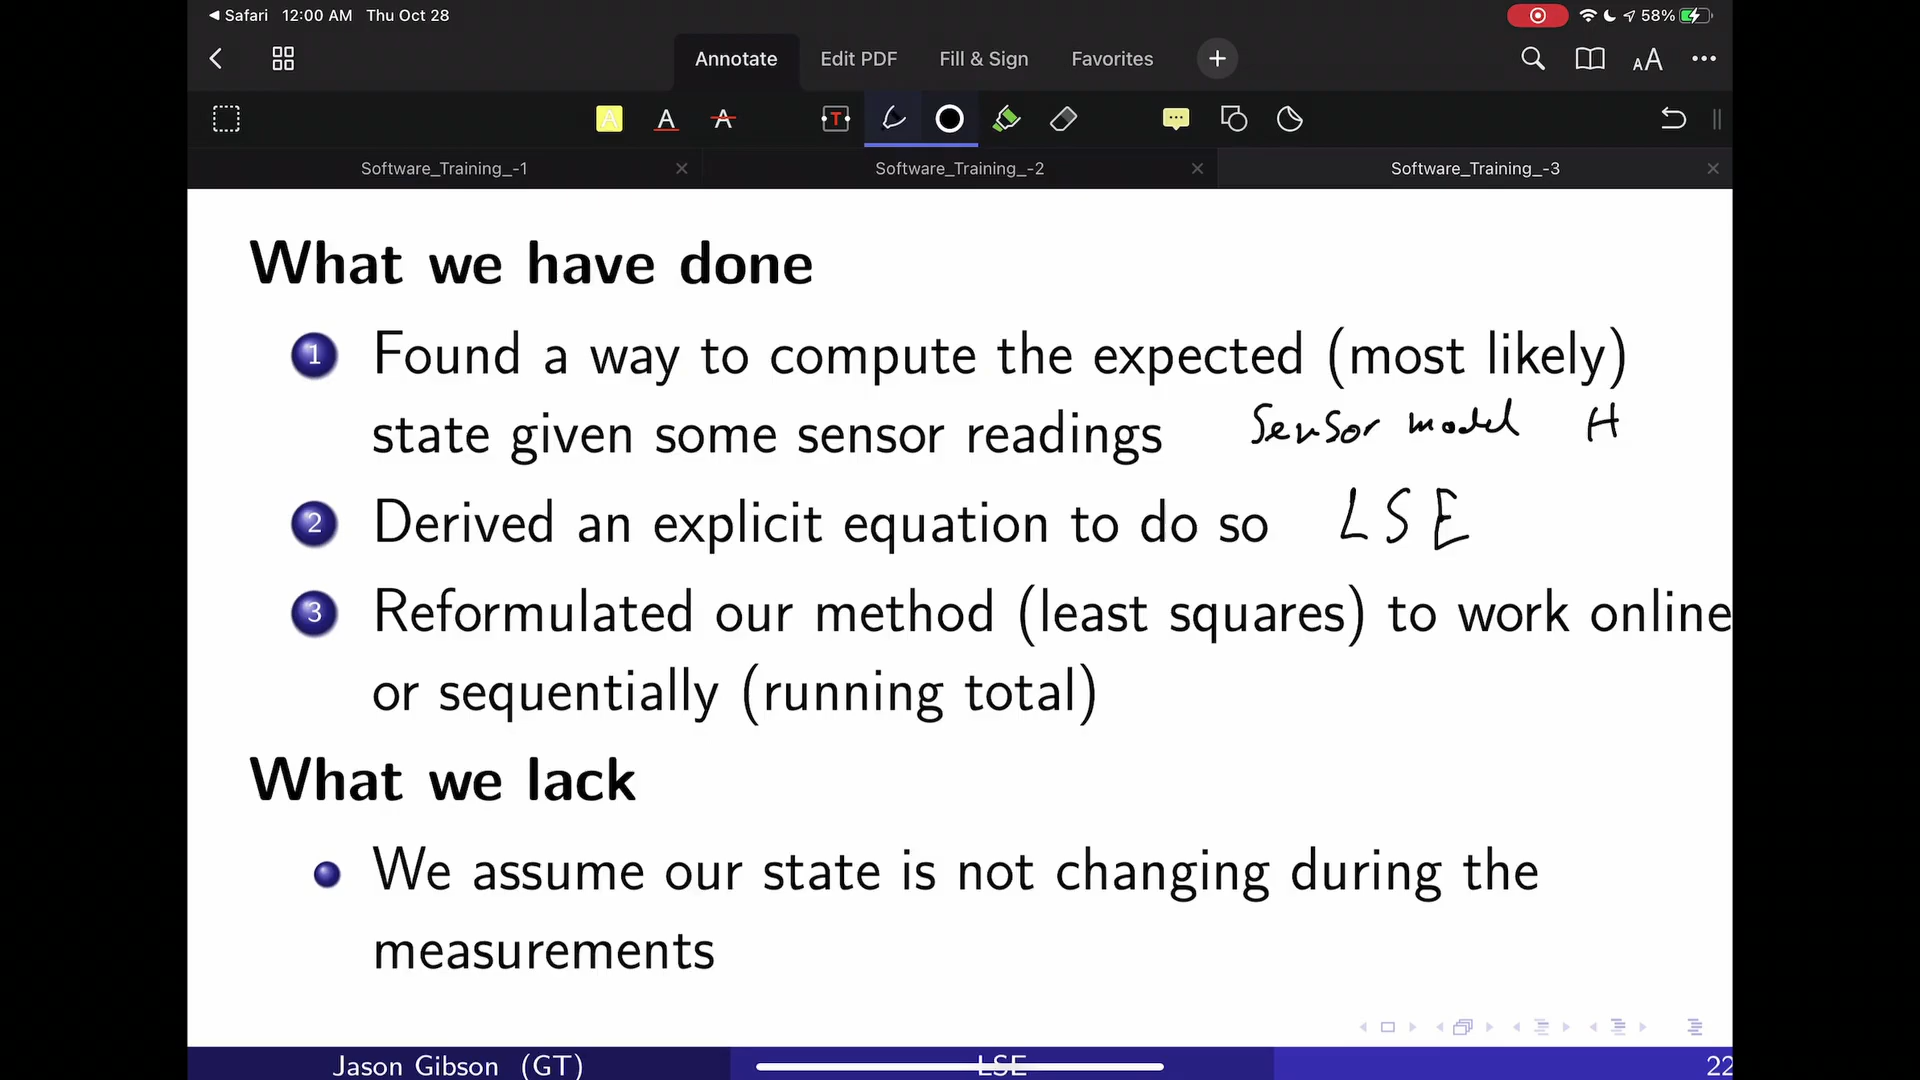 Safari 12:00 AM Thu Oct 28
58%
Annotate Edit PDF Fill & Sign Favorites
AA
A A A T
Software_Training_-1 Software_Training_-2 Software_Training_-3
What we have done
1 Found a way to compute the expected (most likely)
state given some sensor readings Sensor model H
2 Derived an explicit equation to do so LSE
3 Reformulated our method (least squares) to work online
or sequentially (running total)
What we lack
We assume our state is not changing during the
measurements
Jason Gibson (GT) LSE 22